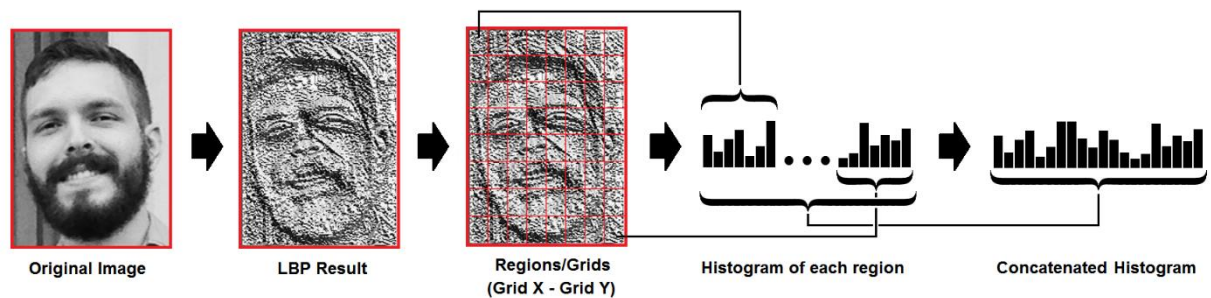 Original Image
LBP Result
Regions/Grids
(Grid X - Grid Y)
Histogram of each region
Concatenated Histogram